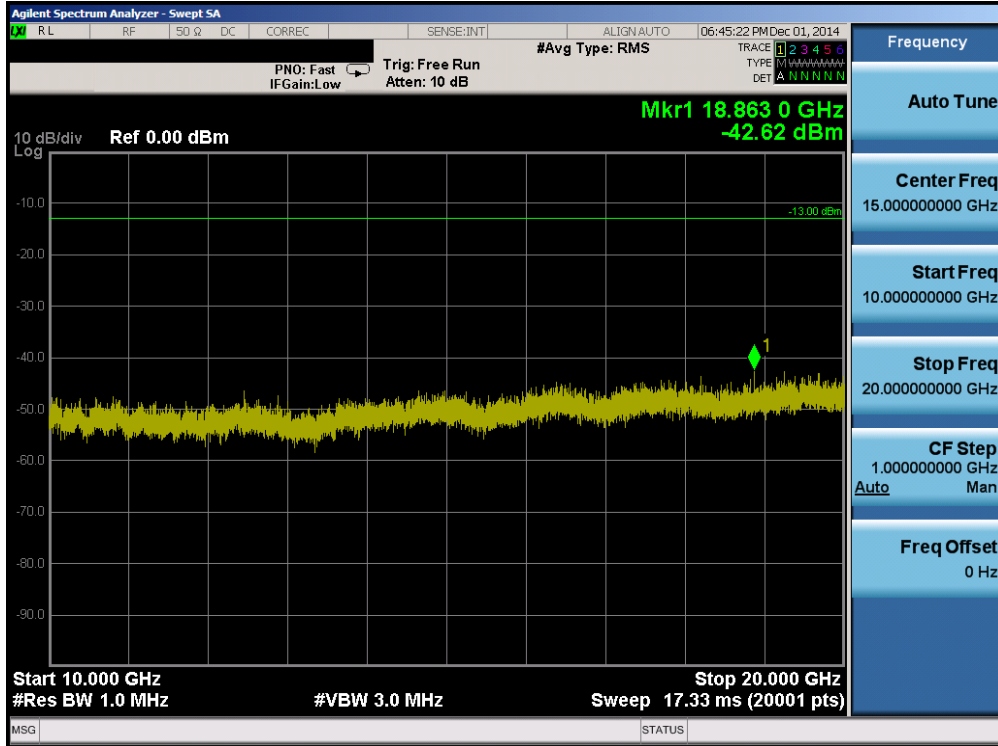 Agilent Spectrum Analyzer - Swept SA
LXI RL RF 50 Ω DC CORREC SENSE:INT ALIGNAUTO 06:45:22 PM Dec 01, 2014
#Avg Type: RMS TRACE 1 2 3 4 5 6
PNO: Fast Trig: Free Run TYPE M WWWWW
IFGain:Low Atten: 10 dB DET A N N N N N
Mkr1 18.863 0 GHz
-42.62 dBm
10 dB/div Ref 0.00 dBm
Log
-10.0
-13.00 dBm
-20.0
-30.0
1
-40.0
-50.0
-60.0
-70.0
-80.0
-90.0
Start 10.000 GHz Stop 20.000 GHz
#Res BW 1.0 MHz #VBW 3.0 MHz Sweep 17.33 ms (20001 pts)
MSG STATUS
Frequency
Auto Tune
Center Freq
15.000000000 GHz
Start Freq
10.000000000 GHz
Stop Freq
20.000000000 GHz
CF Step
1.000000000 GHz
Auto Man
Freq Offset
0 Hz